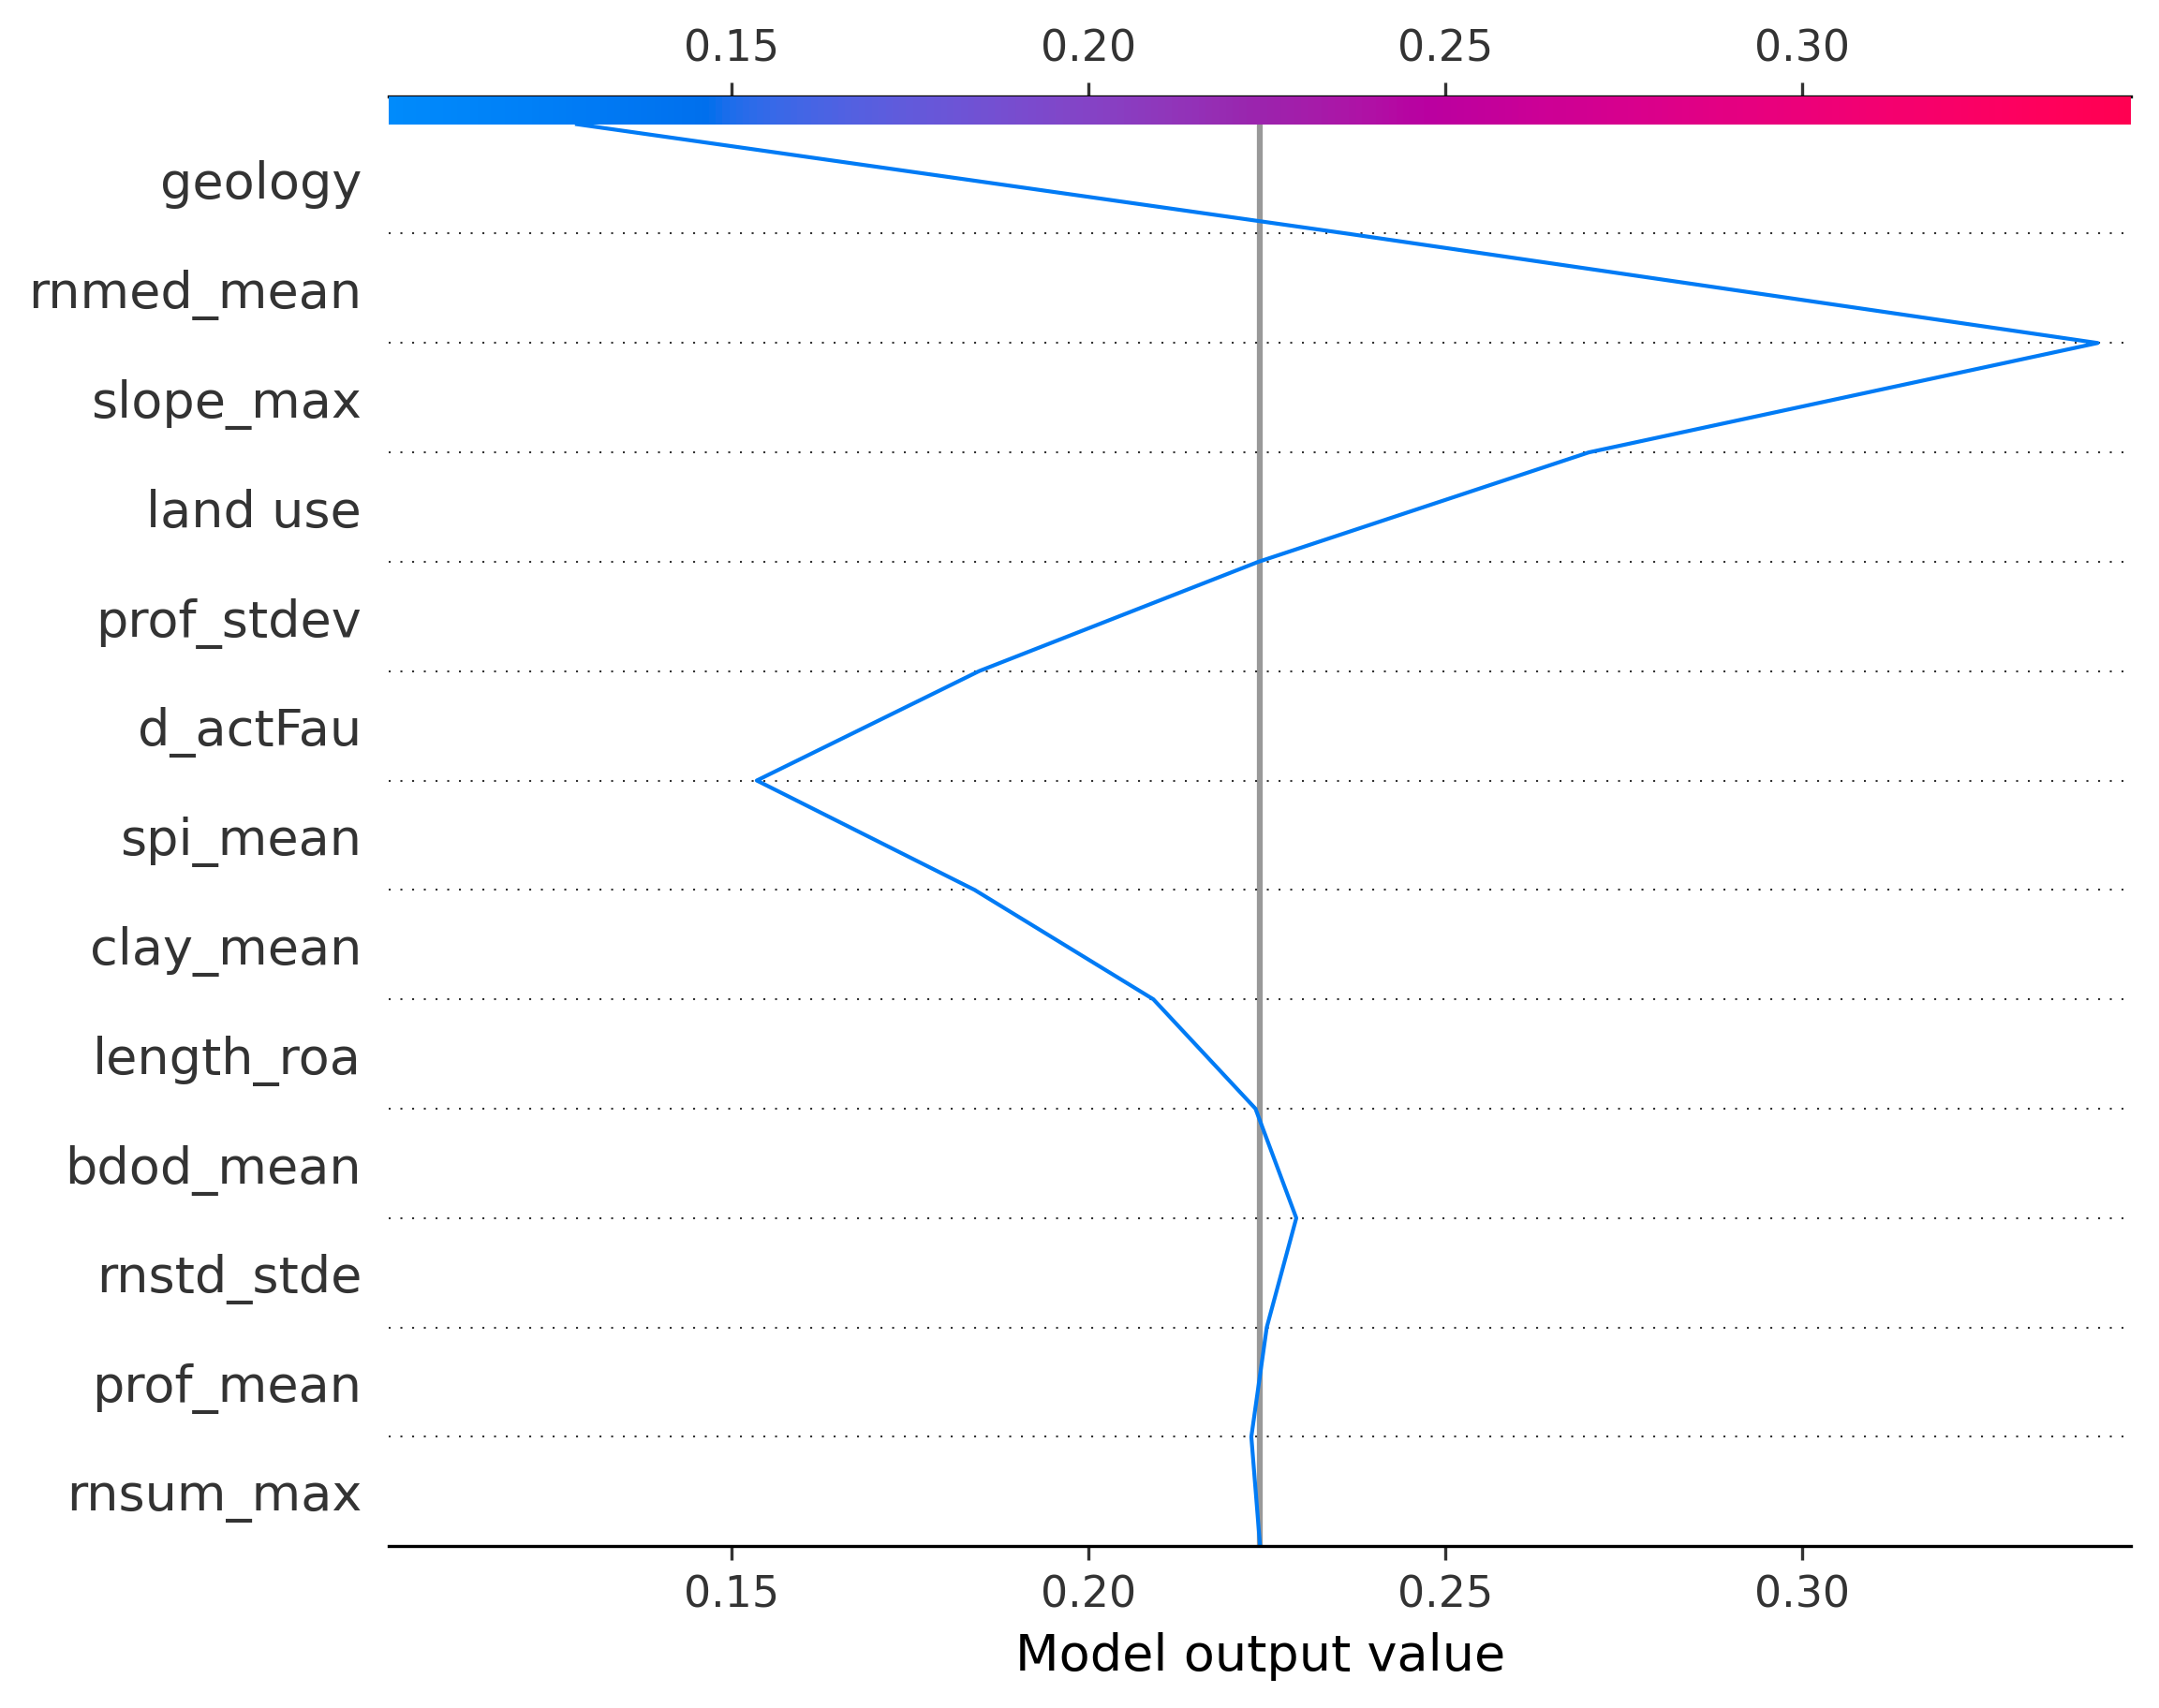 0.15 0.20 0.25 0.30
geology
rnmed_mean
slope_max
land use
prof_stdev
d_actFau
spi_mean
clay_mean
length_roa
bdod_mean
rnstd_stde
prof_mean
rnsum_max
0.15 0.20 0.25 0.30
Model output value